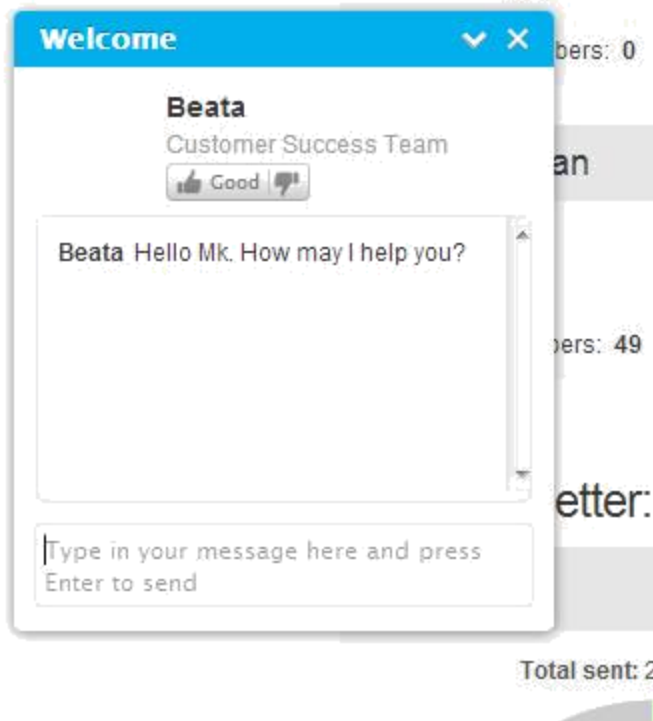 Welcome
bers: 0
Beata
Customer Success Team
Good
an
Beata Hello Mk. How may I help you?
bers: 49
etter:
Type in your message here and press
Enter to send
Total sent: 2